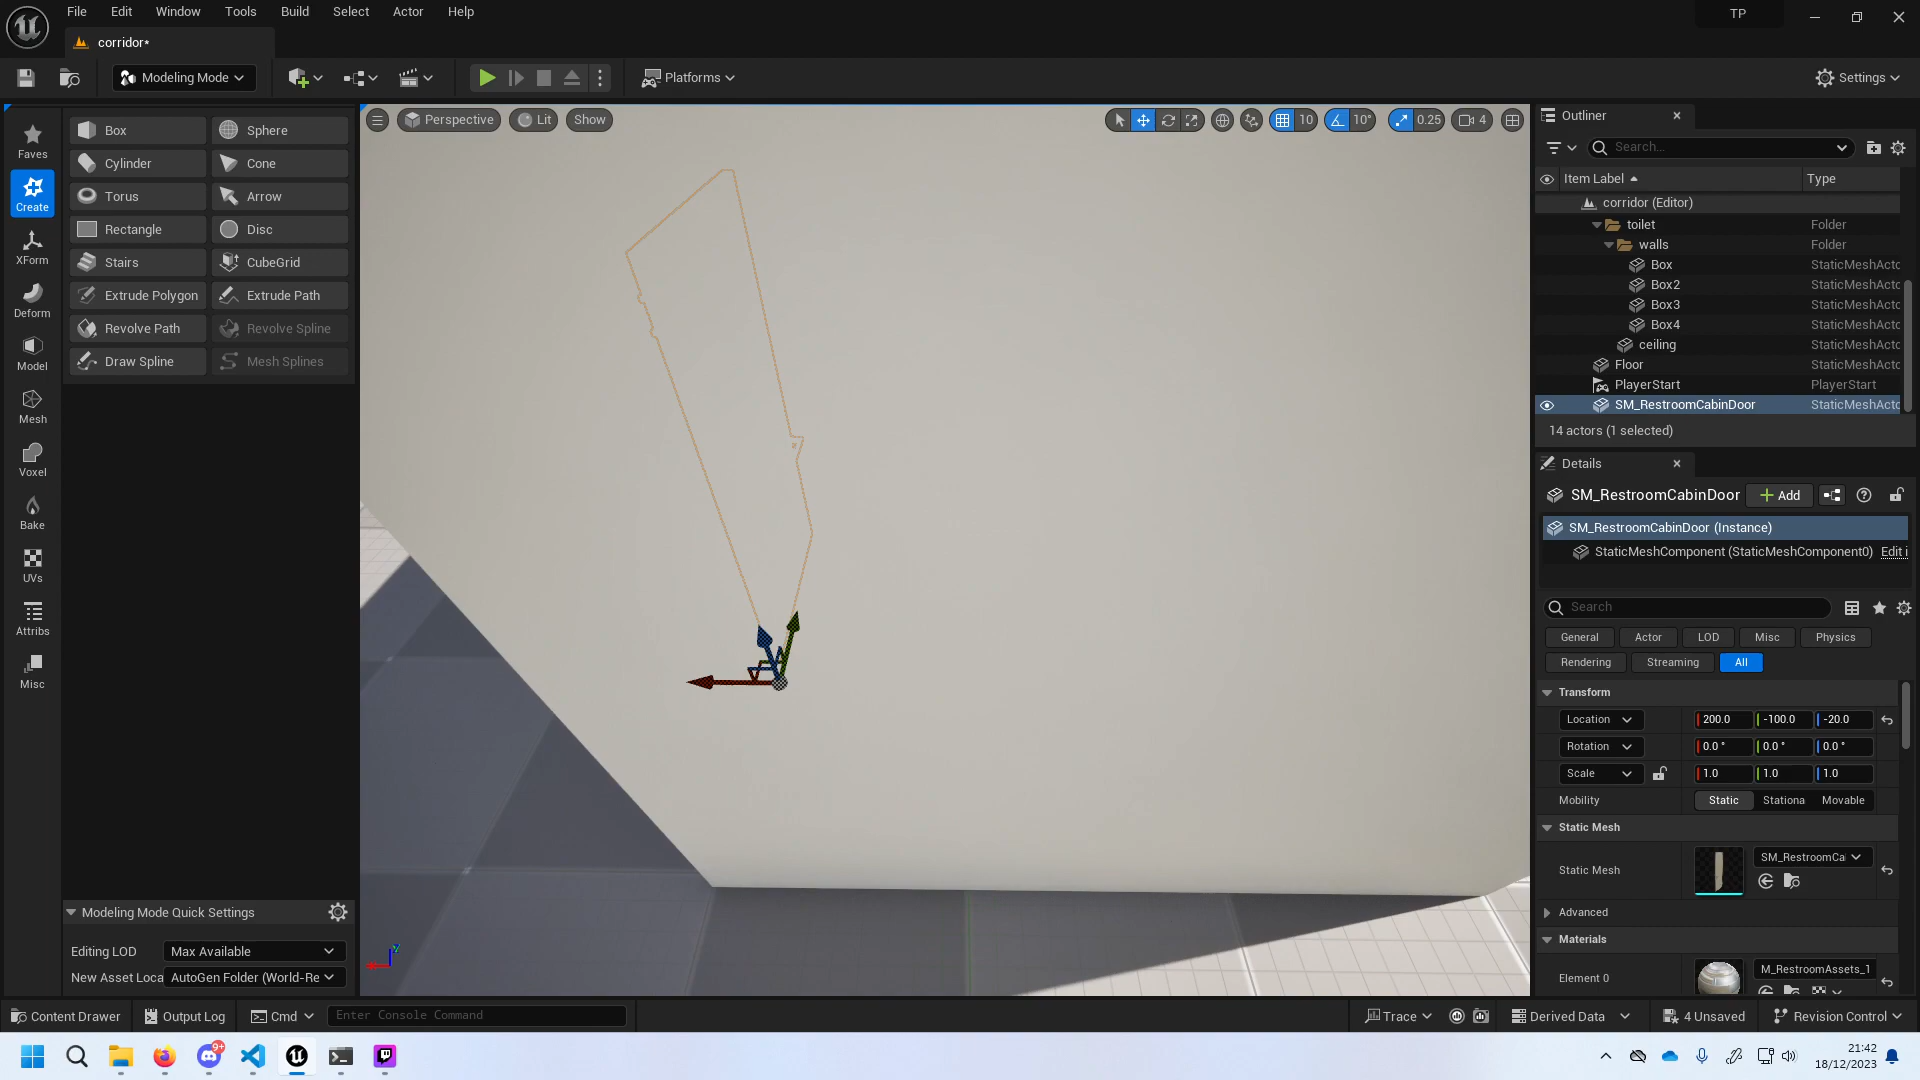 File Edit Window Tools Build Select Actor Help
TP
corridor*
Modeling Mode
Platforms
Settings
Faves
Create
XForm
Deform
Model
Mesh
Voxel
Bake
UVs
Attribs
Misc
Box
Sphere
Cylinder
Cone
Torus
Arrow
Rectangle
Disc
Stairs
CubeGrid
Extrude Polygon
Extrude Path
Revolve Path
Revolve Spline
Draw Spline
Mesh Splines
Modeling Mode Quick Settings
Editing LOD
Max Available
New Asset Loca
AutoGen Folder (World-Re
Perspective
Lit
Show
10
10°
0.25
4
Outliner
Search...
Item Label
Type
corridor (Editor)
toilet
Folder
walls
Folder
Box
StaticMeshActo
Box2
StaticMeshActo
Box3
StaticMeshActo
Box4
StaticMeshActo
ceiling
StaticMeshActo
Floor
StaticMeshActo
PlayerStart
PlayerStart
SM_RestroomCabinDoor
StaticMeshActo
14 actors (1 selected)
Details
SM_RestroomCabinDoor
Add
SM_RestroomCabinDoor (Instance)
StaticMeshComponent (StaticMeshComponent0)
Edit i
Search
General
Actor
LOD
Misc
Physics
Rendering
Streaming
All
Transform
Location
200.0
-100.0
-20.0
Rotation
0.0 °
0.0 °
0.0 °
Scale
1.0
1.0
1.0
Mobility
Static
Stationa
Movable
Static Mesh
Static Mesh
SM_RestroomCal
Advanced
Materials
Element 0
M_RestroomAssets_1
Content Drawer
Output Log
Cmd
Enter Console Command
Trace
Derived Data
4 Unsaved
Revision Control
9+
21:42
18/12/2023